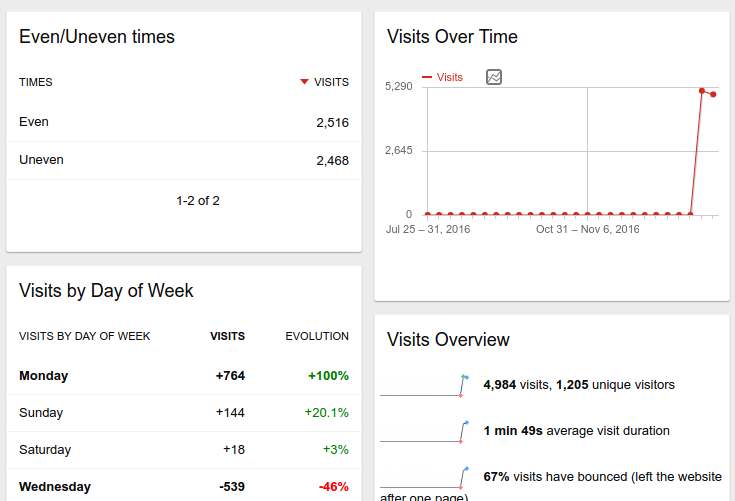 Even/Uneven times
TIMES VISITS
Even 2,516
Uneven 2,468
1-2 of 2
Visits by Day of Week
VISITS BY DAY OF WEEK VISITS EVOLUTION
Monday +764 +100%
Sunday +144 +20.1%
Saturday +18 +3%
Wednesday -539 -46%
Visits Over Time
Visits
5,290
2,645
0
Jul 25 – 31, 2016 Oct 31 – Nov 6, 2016
Visits Overview
4,984 visits, 1,205 unique visitors
1 min 49s average visit duration
67% visits have bounced (left the website
after one page)